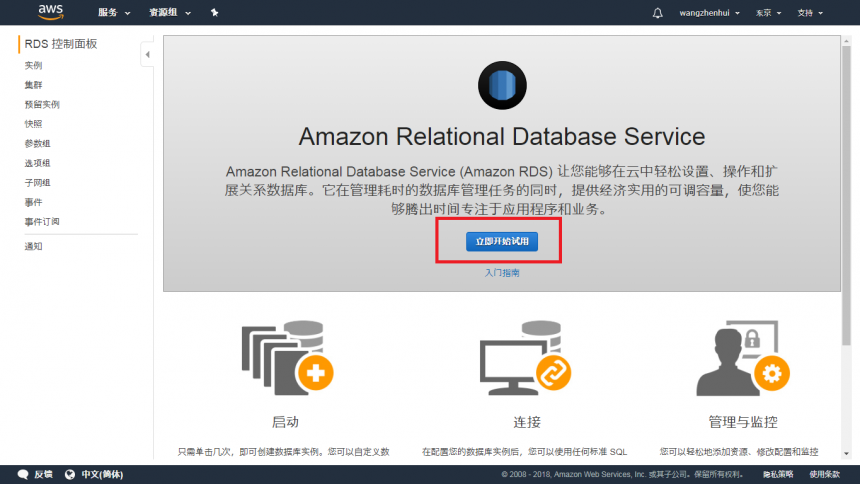 aws 服务 资源组 wangzhenhui 东京 支持
RDS 控制面板
实例
集群
预留实例
快照
参数组
选项组
子网组
事件
事件订阅
通知
Amazon Relational Database Service
Amazon Relational Database Service (Amazon RDS) 让您能够在云中轻松设置、操作和扩
展关系数据库。它在管理耗时的数据库管理任务的同时，提供经济实用的可调容量，使您能
够腾出时间专注于应用程序和业务。
立即开始试用
入门指南
启动
只需单击几次，即可创建数据库实例。您可以自定义数
连接
在配置您的数据库实例后，您可以使用任何标准 SQL
管理与监控
您可以轻松地添加资源、修改配置和监控
反馈 中文(简体) © 2008 - 2018, Amazon Web Services, Inc. 或其子公司。保留所有权利。 隐私策略 使用条款